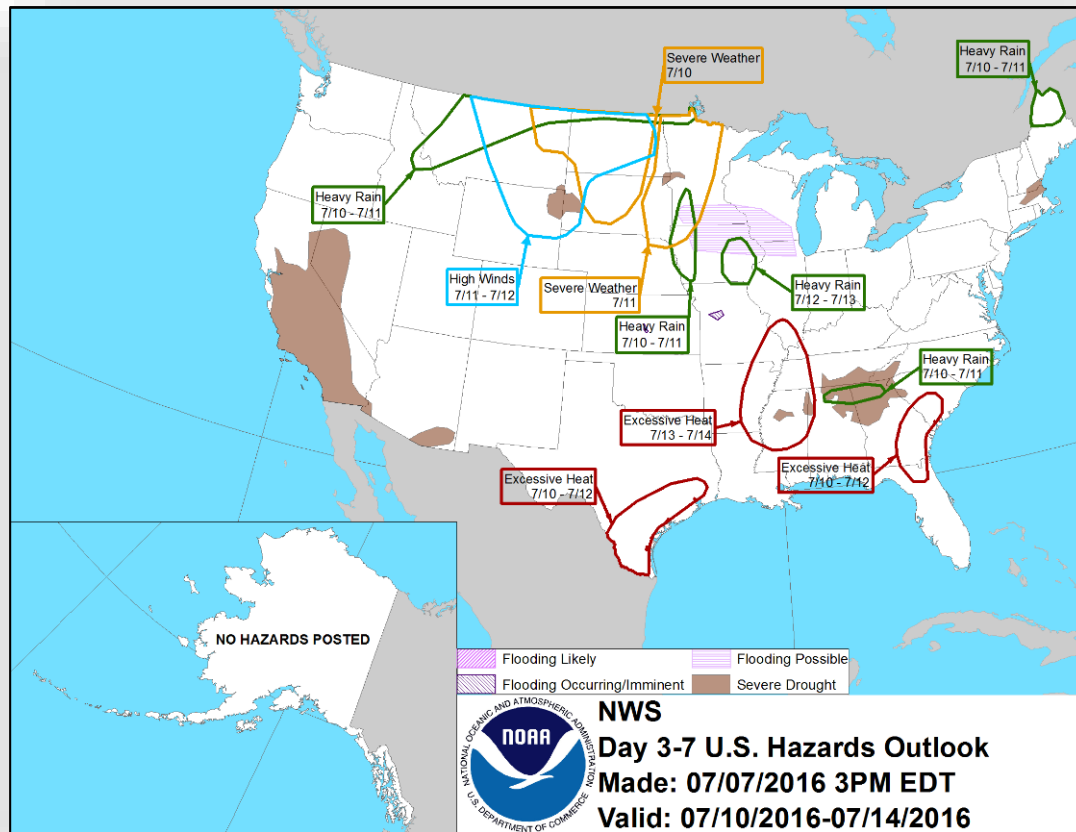 Severe Weather
7/10
Heavy Rain
7/10 - 7/11
Heavy Rain
7/10 - 7/11
High Winds
7/11 - 7/12
Severe Weather
7/11
Heavy Rain
7/12 - 7/13
Heavy Rain
7/10 - 7/11
Heavy Rain
7/10 - 7/11
Excessive Heat
7/13 - 7/14
Excessive Heat
7/10 - 7/12
Excessive Heat
7/10 - 7/12
NO HAZARDS POSTED
Flooding Likely
Flooding Possible
Flooding Occurring/Imminent
Severe Drought
NATIONAL OCEANIC AND ATMOSPHERIC ADMINISTRATION
NOAA
U.S. DEPARTMENT OF COMMERCE
NWS
Day 3-7 U.S. Hazards Outlook
Made: 07/07/2016 3PM EDT
Valid: 07/10/2016-07/14/2016